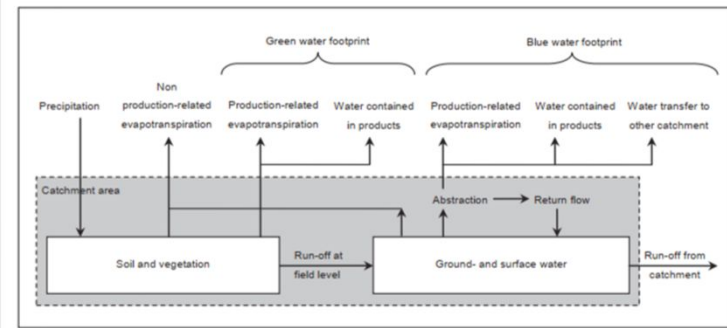 Green water footprint
Blue water footprint
Precipitation
Non
production-related
evapotranspiration
Production-related
evapotranspiration
Water contained
in products
Production-related
evapotranspiration
Water contained
in products
Water transfer to
other catchment
Catchment area
Abstraction
Return flow
Soil and vegetation
Run-off at
field level
Ground- and surface water
Run-off from
catchment